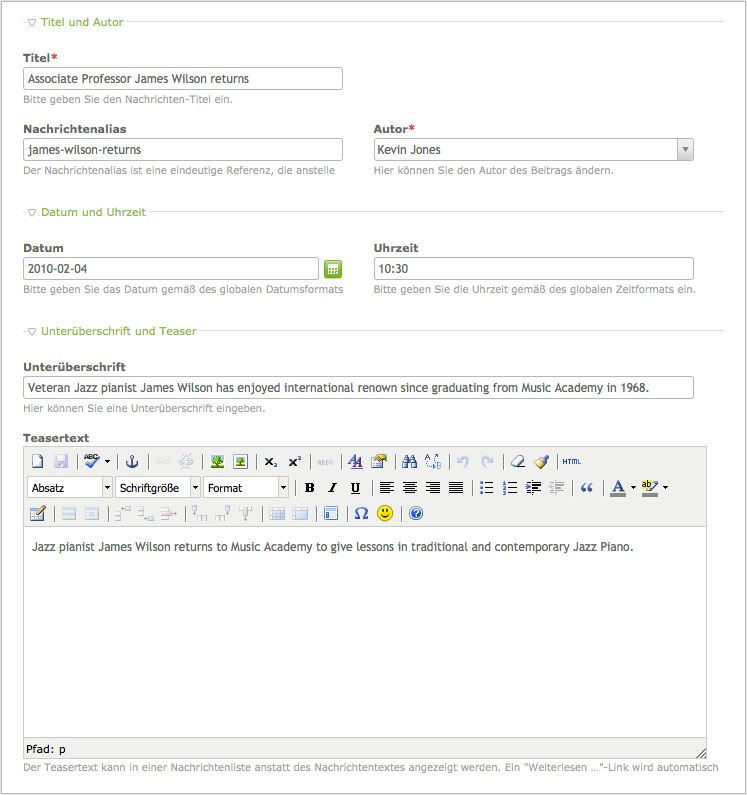 Titel und Autor
Titel*
Associate Professor James Wilson returns
Bitte geben Sie den Nachrichten-Titel ein.
Nachrichtenalias Autor*
james-wilson-returns Kevin Jones
Der Nachrichtenalias ist eine eindeutige Referenz, die anstelle Hier können Sie den Autor des Beitrags ändern.
Datum und Uhrzeit
Datum Uhrzeit
2010-02-04 10:30
Bitte geben Sie das Datum gemäß des globalen Datumsformats Bitte geben Sie die Uhrzeit gemäß des globalen Zeitformats ein.
Unterüberschrift und Teaser
Unterüberschrift
Veteran Jazz pianist James Wilson has enjoyed international renown since graduating from Music Academy in 1968.
Hier können Sie eine Unterüberschrift eingeben.
Teasertext
ABC x₂ x² A HTML
Absatz Schriftgröße Format B I U A ab
Ω
Jazz pianist James Wilson returns to Music Academy to give lessons in traditional and contemporary Jazz Piano.
Pfad: p
Der Teasertext kann in einer Nachrichtenliste anstatt des Nachrichtentextes angezeigt werden. Ein "Weiterlesen …"-Link wird automatisch